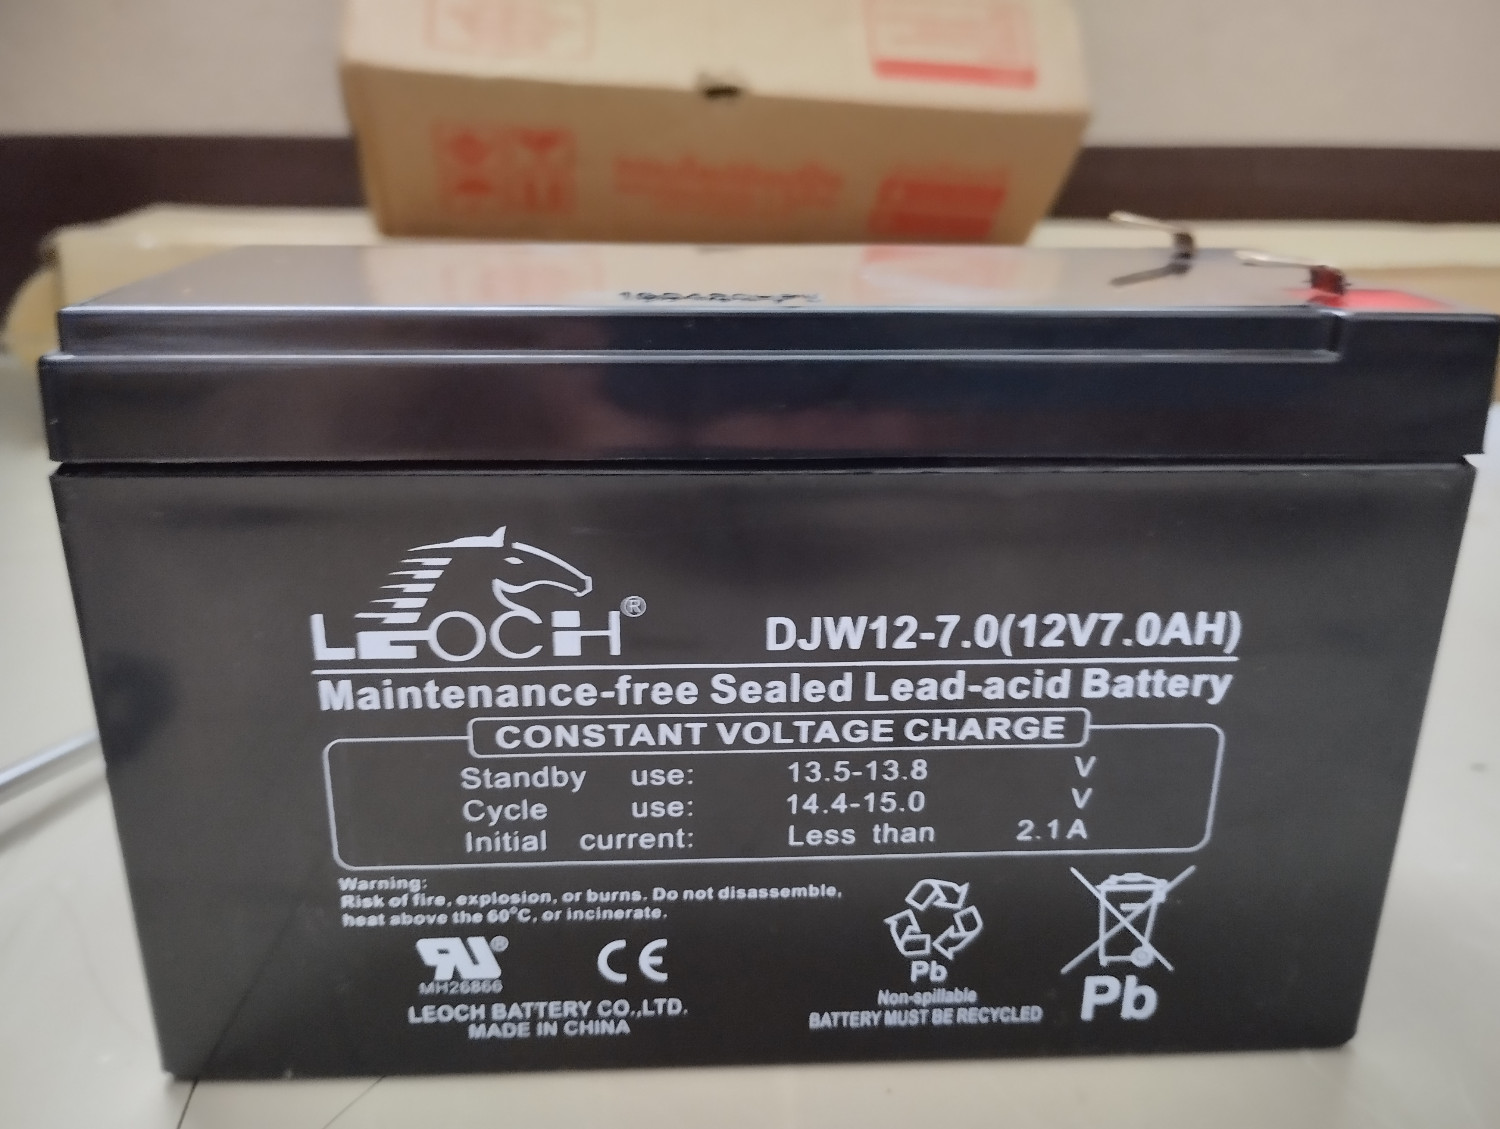 LEOCH®
DJW12-7.0(12V7.0AH)
Maintenance-free Sealed Lead-acid Battery
CONSTANT VOLTAGE CHARGE
Standby use: 13.5-13.8 V
Cycle use: 14.4-15.0 V
Initial current: Less than 2.1A
Warning:
Risk of fire, explosion, or burns. Do not disassemble,
heat above the 60°C, or incinerate.
RU® CE
MH26866
LEOCH BATTERY CO.,LTD.
MADE IN CHINA
Pb
Non-spillable
BATTERY MUST BE RECYCLED
Pb